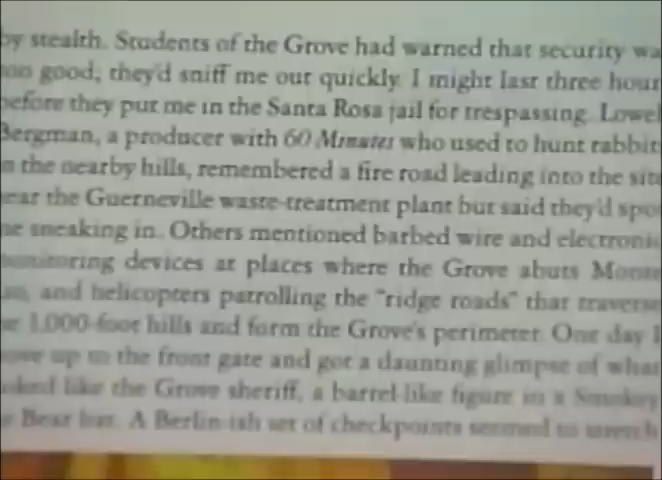 by stealth. Students of the Grove had warned that security wa
too good; they'd sniff me out quickly. I might last three hour
before they put me in the Santa Rosa jail for trespassing. Lowel
Bergman, a producer with 60 Minutes who used to hunt rabbit
n the nearby hills, remembered a fire road leading into the site
near the Guerneville waste-treatment plant but said they'd spo
me sneaking in. Others mentioned barbed wire and electroni
monitoring devices at places where the Grove abuts Monte
and helicopters patrolling the "ridge roads" that traverse
1,000-foot hills and form the Grove's perimeter. One day I
up to the front gate and got a daunting glimpse of what
oked like the Grove sheriff, a barrel-like figure in a Smokey
Bear hat. A Berlin-ish set of checkpoints seemed to stretch